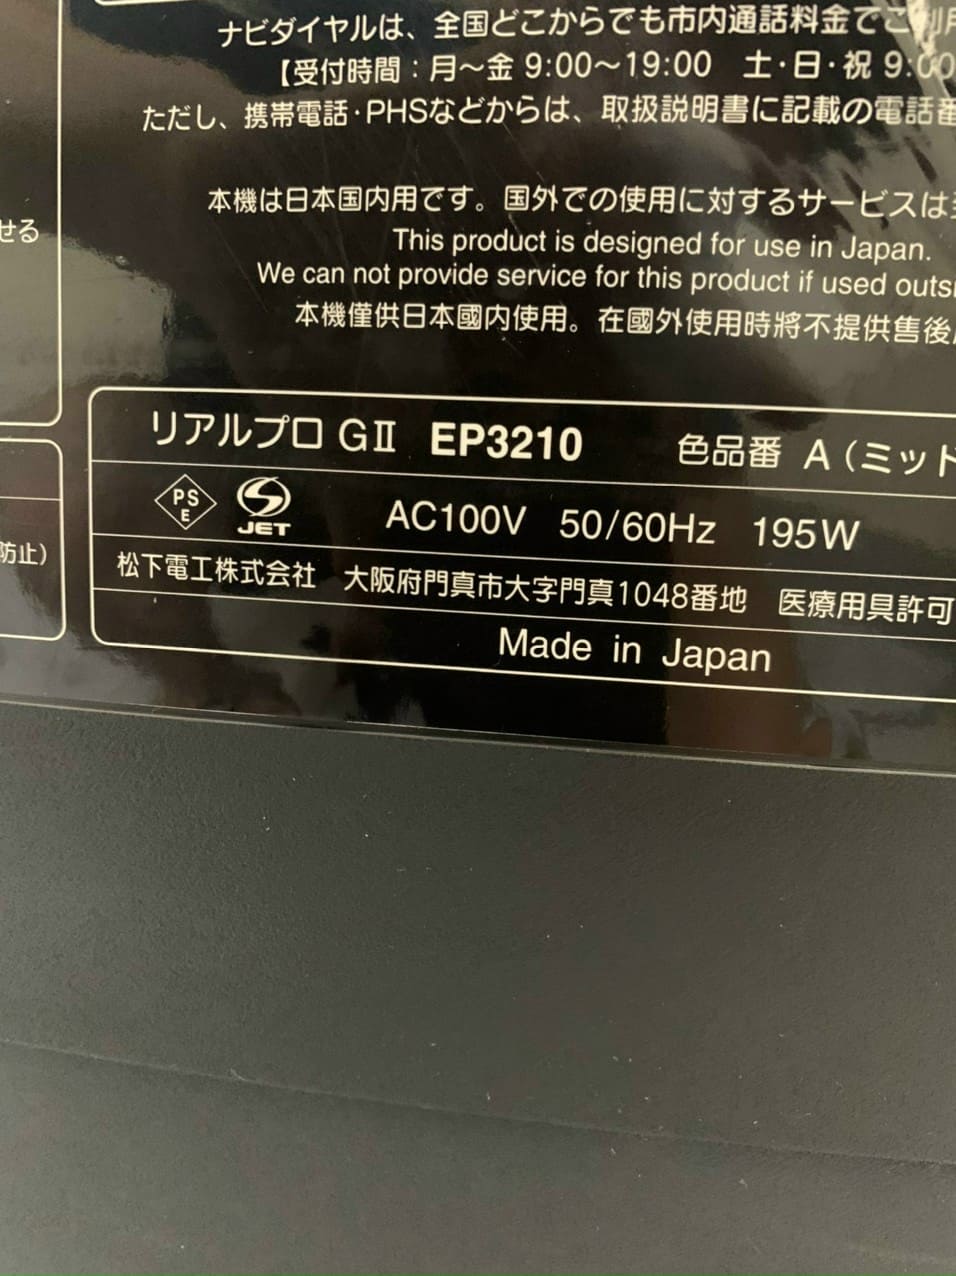 ナビダイヤルは、全国どこからでも市内通話料金でご利用
【受付時間：月～金 9:00～19:00 土・日・祝 9:00
ただし、携帯電話・PHSなどからは、取扱説明書に記載の電話番
本機は日本国内用です。国外での使用に対するサービスは
せる
This product is designed for use in Japan.
We can not provide service for this product if used outs
本機僅供日本國内使用。在國外使用時將不提供售後
リアルプロ GⅡ EP3210 色品番 A（ミッド
PS E JET AC100V 50/60Hz 195W
防止）
松下電工株式会社 大阪府門真市大字門真1048番地 医療用具許可
Made in Japan